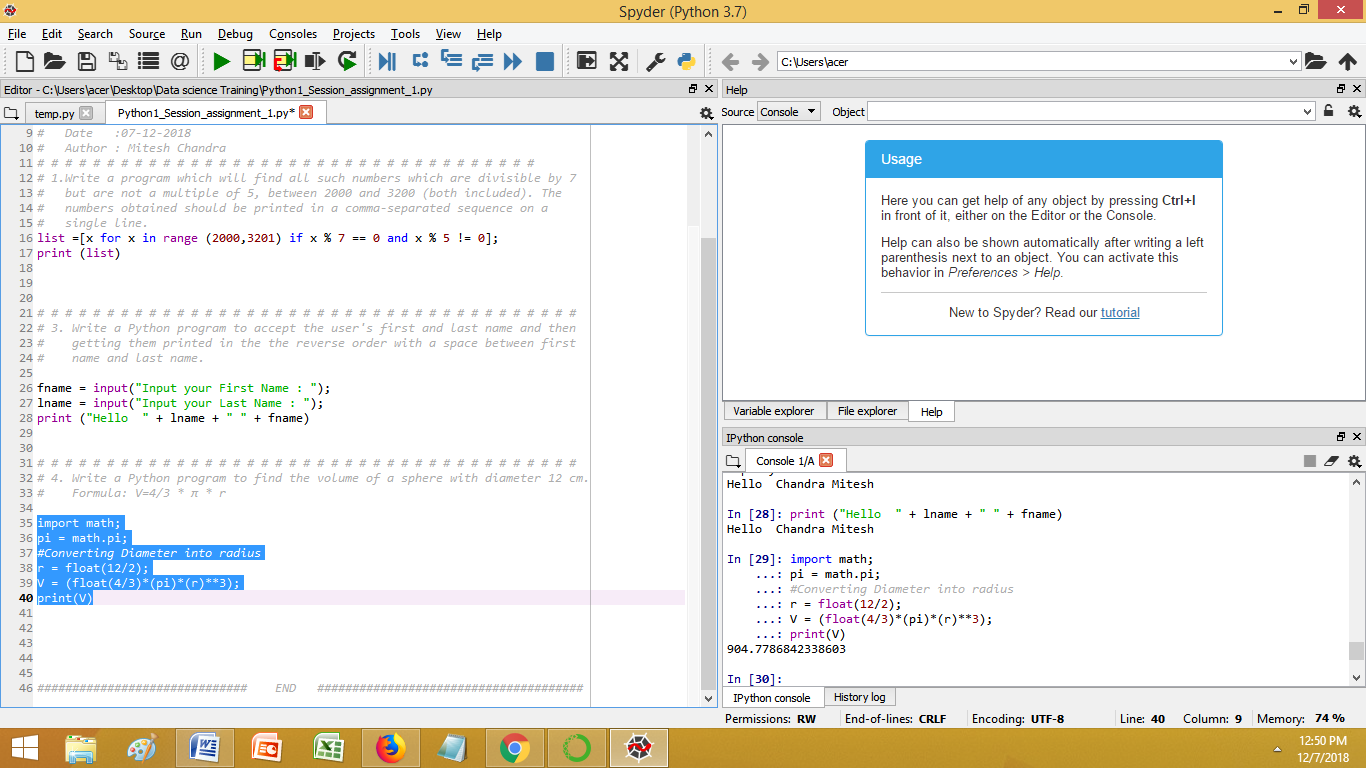 Spyder (Python 3.7)
File Edit Search Source Run Debug Consoles Projects Tools View Help
C:\Users\acer
Editor - C:\Users\acer\Desktop\Data science Training\Python1_Session_assignment_1.py
temp.py Python1_Session_assignment_1.py*
9 #   Date   :07-12-2018
10 #   Author : Mitesh Chandra
11 # # # # # # # # # # # # # # # # # # # # # # # # # # # # # # # # # # # #
12 # 1.Write a program which will find all such numbers which are divisible by 7
13 #   but are not a multiple of 5, between 2000 and 3200 (both included). The
14 #   numbers obtained should be printed in a comma-separated sequence on a
15 #   single line.
16 list =[x for x in range (2000,3201) if x % 7 == 0 and x % 5 != 0];
17 print (list)
18
19
20
21 # # # # # # # # # # # # # # # # # # # # # # # # # # # # # # # # # # # # # # #
22 # 3. Write a Python program to accept the user's first and last name and then
23 #    getting them printed in the the reverse order with a space between first
24 #    name and last name.
25
26 fname = input("Input your First Name : ");
27 lname = input("Input your Last Name : ");
28 print ("Hello  " + lname + " " + fname)
29
30
31 # # # # # # # # # # # # # # # # # # # # # # # # # # # # # # # # # # # # # # #
32 # 4. Write a Python program to find the volume of a sphere with diameter 12 cm.
33 #    Formula: V=4/3 * π * r
34
35 import math;
36 pi = math.pi;
37 #Converting Diameter into radius
38 r = float(12/2);
39 V = (float(4/3)*(pi)*(r)**3);
40 print(V)
41
42
43
44
45
46 ##############################    END   ######################################
Help
Source Console Object
Usage
Here you can get help of any object by pressing Ctrl+I
in front of it, either on the Editor or the Console.
Help can also be shown automatically after writing a left
parenthesis next to an object. You can activate this
behavior in Preferences > Help.
New to Spyder? Read our tutorial
Variable explorer File explorer Help
IPython console
Console 1/A
Hello  Chandra Mitesh
In [28]: print ("Hello  " + lname + " " + fname)
Hello  Chandra Mitesh
In [29]: import math;
...: pi = math.pi;
...: #Converting Diameter into radius
...: r = float(12/2);
...: V = (float(4/3)*(pi)*(r)**3);
...: print(V)
904.7786842338603
In [30]:
IPython console History log
Permissions: RW End-of-lines: CRLF Encoding: UTF-8 Line: 40 Column: 9 Memory: 74 %
12:50 PM
12/7/2018